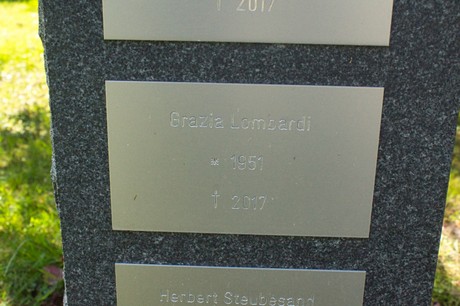 † 2017
Grazia Lombardi
* 1951
† 2017
Herbert Steubesand